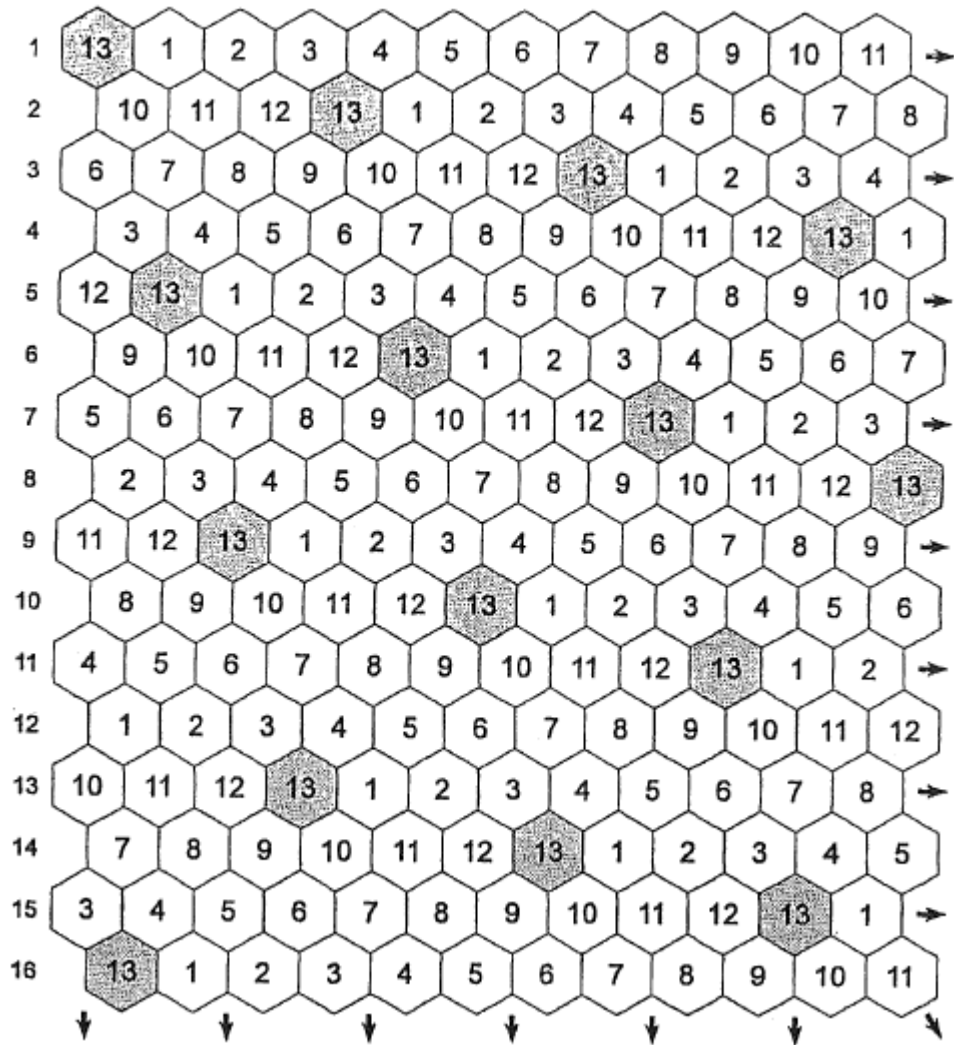 1 13 1 2 3 4 5 6 7 8 9 10 11
2 10 11 12 13 1 2 3 4 5 6 7 8
3 6 7 8 9 10 11 12 13 1 2 3 4
4 3 4 5 6 7 8 9 10 11 12 13 1
5 12 13 1 2 3 4 5 6 7 8 9 10
6 9 10 11 12 13 1 2 3 4 5 6 7
7 5 6 7 8 9 10 11 12 13 1 2 3
8 2 3 4 5 6 7 8 9 10 11 12 13
9 11 12 13 1 2 3 4 5 6 7 8 9
10 8 9 10 11 12 13 1 2 3 4 5 6
11 4 5 6 7 8 9 10 11 12 13 1 2
12 1 2 3 4 5 6 7 8 9 10 11 12
13 10 11 12 13 1 2 3 4 5 6 7 8
14 7 8 9 10 11 12 13 1 2 3 4 5
15 3 4 5 6 7 8 9 10 11 12 13 1
16 13 1 2 3 4 5 6 7 8 9 10 11